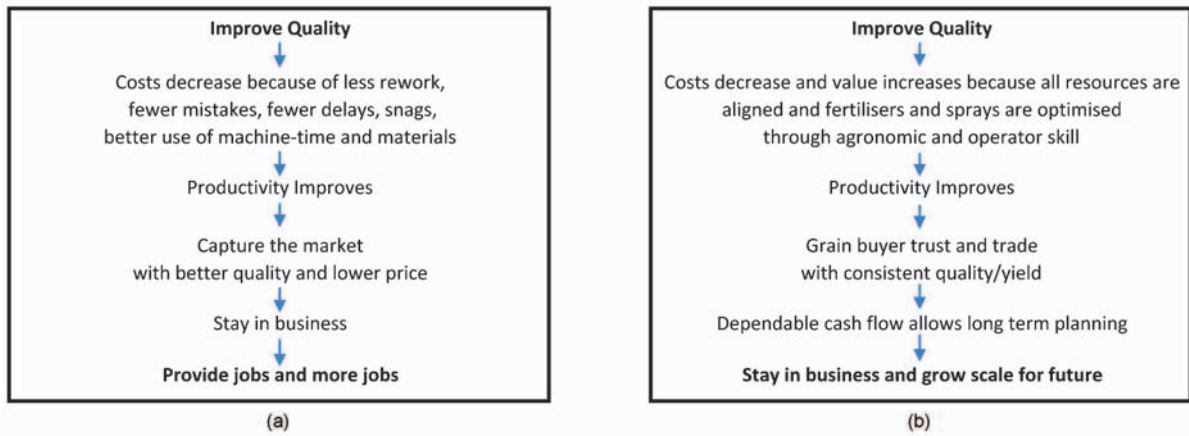 Improve Quality
Costs decrease because of less rework,
fewer mistakes, fewer delays, snags,
better use of machine-time and materials
Productivity Improves
Capture the market
with better quality and lower price
Stay in business
Provide jobs and more jobs
(a)
Improve Quality
Costs decrease and value increases because all resources are
aligned and fertilisers and sprays are optimised
through agronomic and operator skill
Productivity Improves
Grain buyer trust and trade
with consistent quality/yield
Dependable cash flow allows long term planning
Stay in business and grow scale for future
(b)